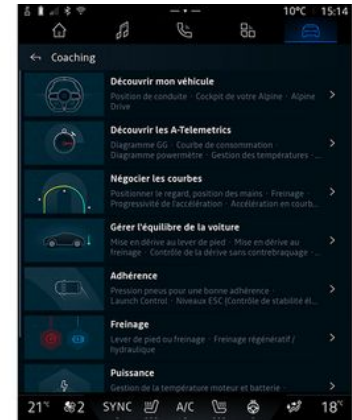 10°C 15:14
Coaching
Découvrir mon véhicule
Position de conduite · Cockpit de votre Alpine · Alpine
Drive
Découvrir les A-Telemetrics
Diagramme GG · Courbe de consommation ·
Diagramme powermètre · Gestion des températures · ...
Négocier les courbes
Positionner le regard, position des mains · Freinage ·
Progressivité de l'accélération · Accélération en courb...
Gérer l'équilibre de la voiture
Mise en dérive au lever de pied · Mise en dérive au
freinage · Contrôle de la dérive sans contrebraquage · ...
Adhérence
Pression pneus pour une bonne adhérence ·
Launch Control · Niveaux ESC (Contrôle de stabilité él...
Freinage
Lever de pied ou freinage · Freinage régénératif /
hydraulique
Puissance
Gestion de la température moteur et batterie ·
21°C 2 SYNC A/C 18°C